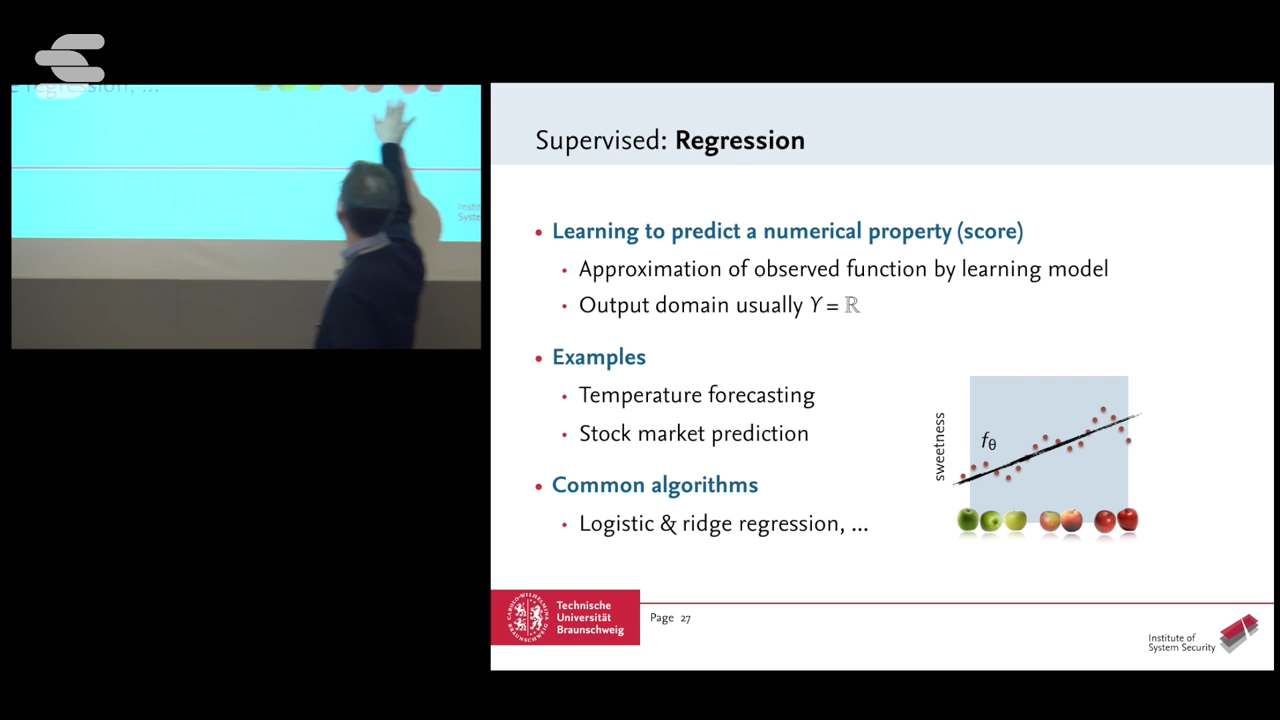 regression, ...
Supervised: Regression
• Learning to predict a numerical property (score)
• Approximation of observed function by learning model
• Output domain usually Y = ℝ
• Examples
• Temperature forecasting
• Stock market prediction
• Common algorithms
• Logistic & ridge regression, ...
sweetness
fθ
Technische
Universität
Braunschweig
Page 27
Institute of
System Security